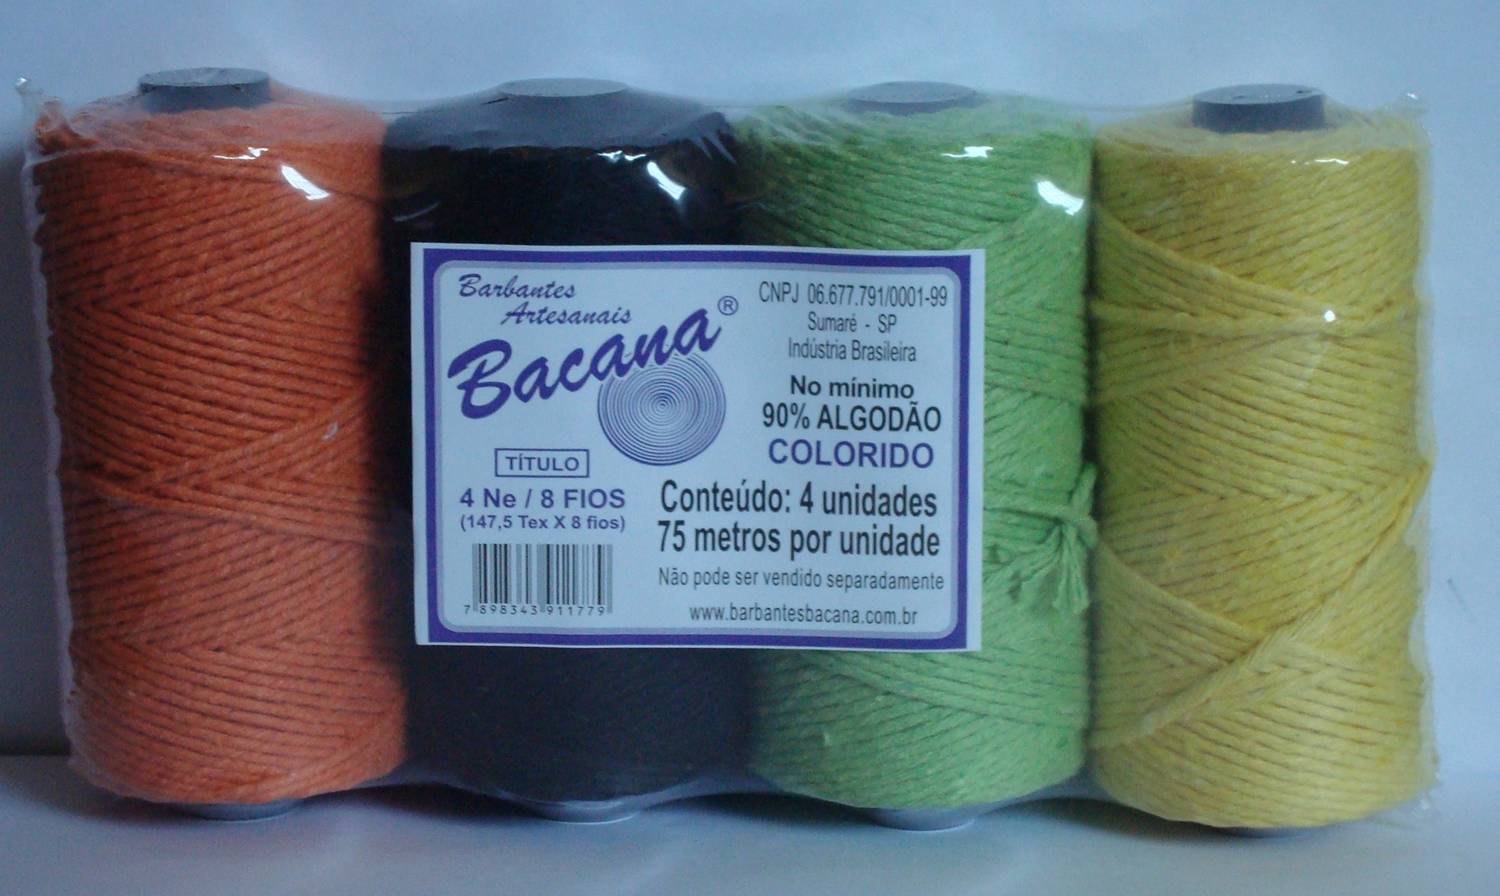 Barbantes
Artesanais
Bacana®
TÍTULO
4 Ne / 8 FIOS
(147,5 Tex X 8 fios)
7 898343 911779
CNPJ 06.677.791/0001-99
Sumaré - SP
Indústria Brasileira
No mínimo
90% ALGODÃO
COLORIDO
Conteúdo: 4 unidades
75 metros por unidade
Não pode ser vendido separadamente
www.barbantesbacana.com.br